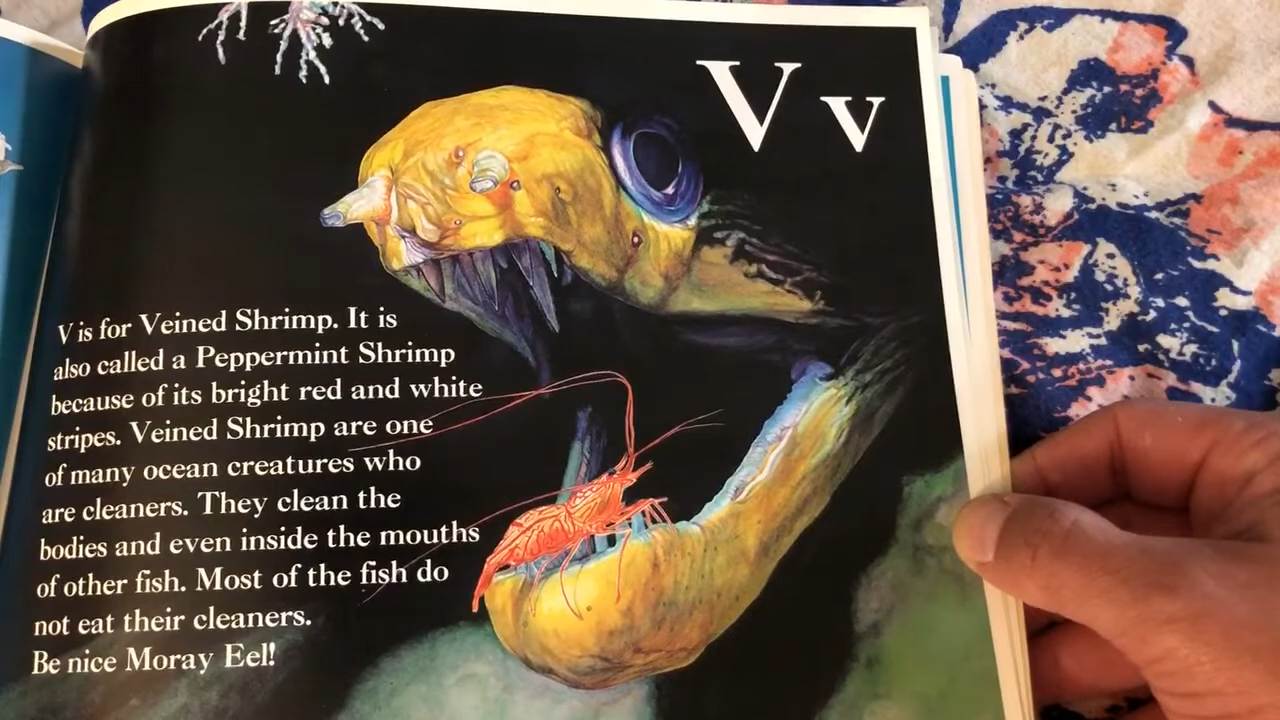 V v
V is for Veined Shrimp. It is
also called a Peppermint Shrimp
because of its bright red and white
stripes. Veined Shrimp are one
of many ocean creatures who
are cleaners. They clean the
bodies and even inside the mouths
of other fish. Most of the fish do
not eat their cleaners.
Be nice Moray Eel!